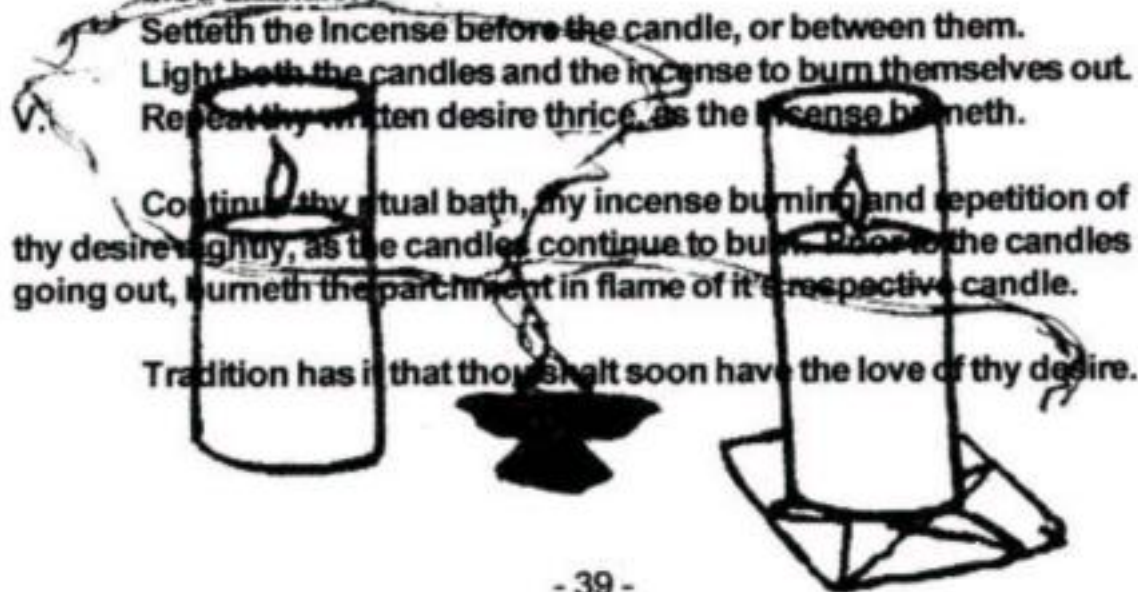 Setteth the Incense before the candle, or between them.
Light both the candles and the incense to burn themselves out.
V. Repeat thy written desire thrice, as the incense burneth.
Continue thy ritual bath, thy incense burning and repetition of
thy desire nightly, as the candles continue to burn. Prior to the candles
going out, burneth the parchment in flame of it's respective candle.
Tradition has it that thou shalt soon have the love of thy desire.
- 39 -